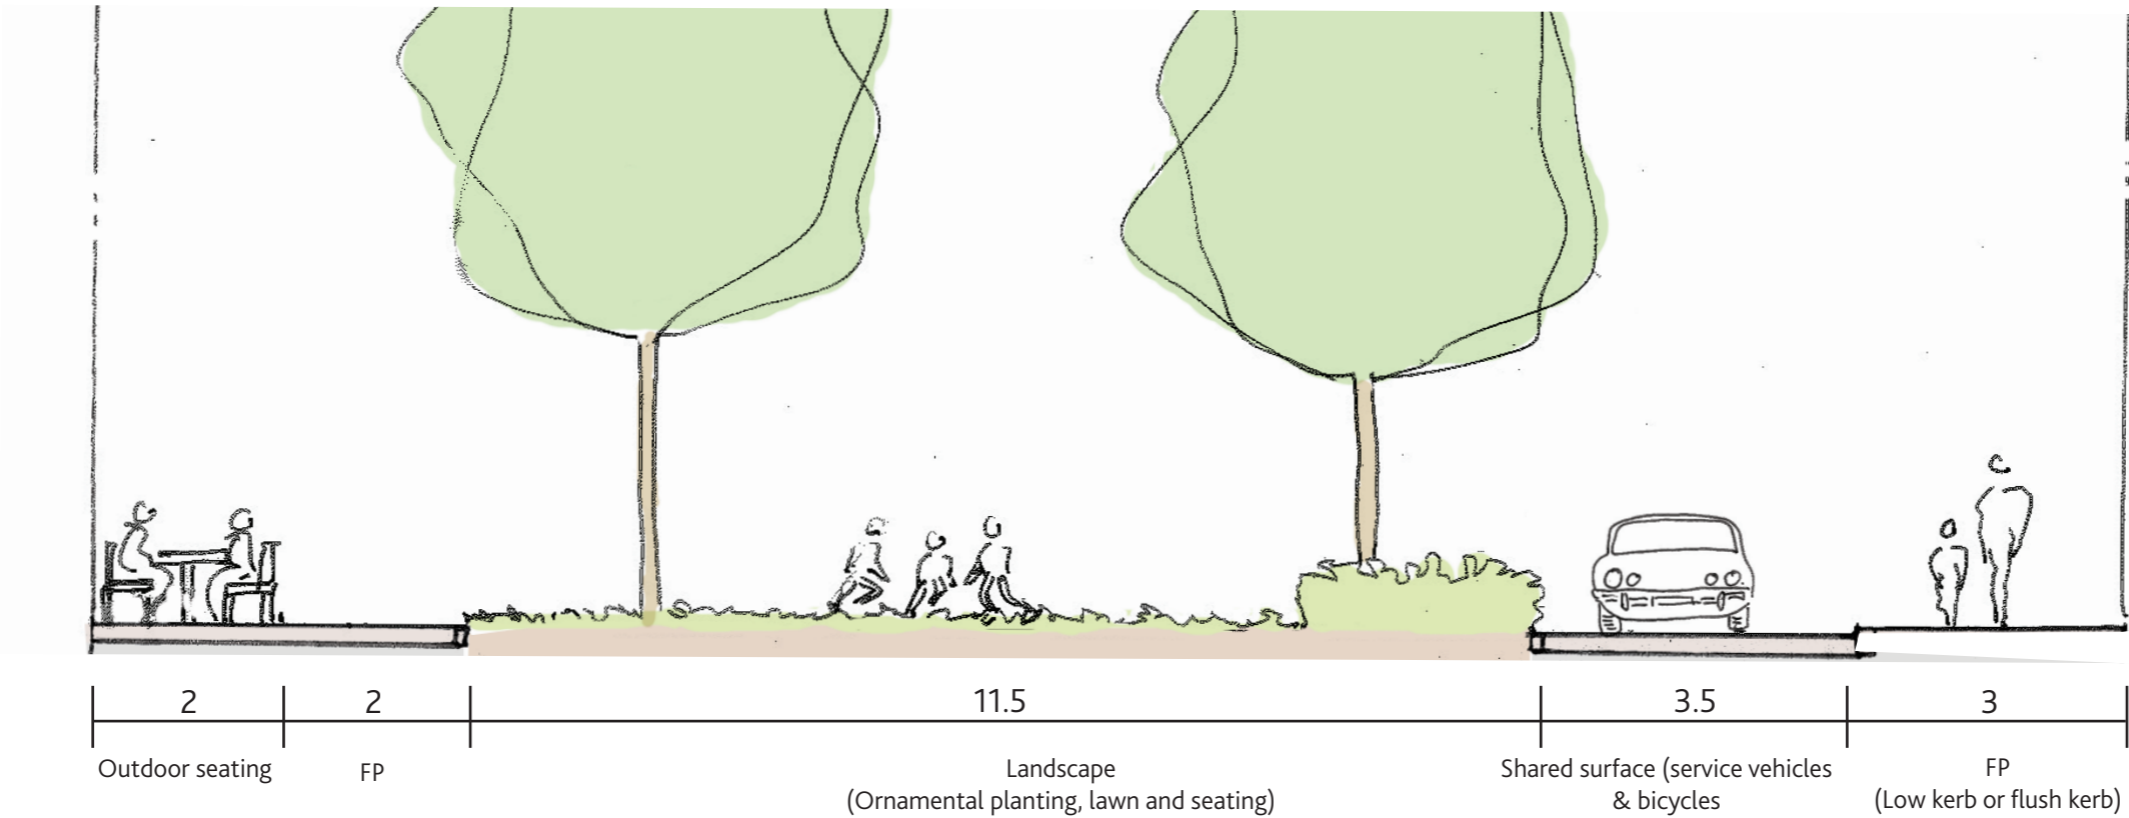 2 2 11.5 3.5 3
Outdoor seating FP Landscape Shared surface (service vehicles FP
(Ornamental planting, lawn and seating) & bicycles (Low kerb or flush kerb)